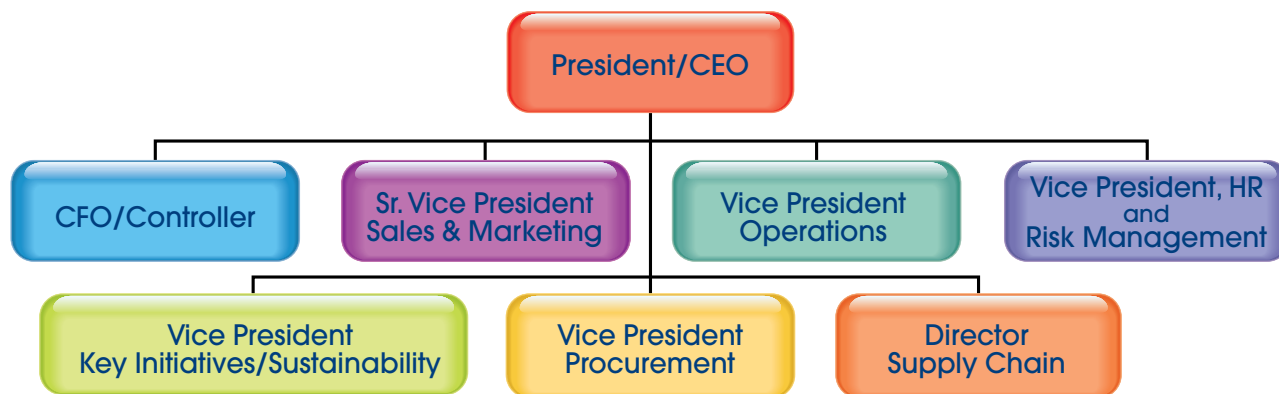 President/CEO
CFO/Controller
Sr. Vice President
Sales & Marketing
Vice President
Operations
Vice President, HR
and
Risk Management
Vice President
Key Initiatives/Sustainability
Vice President
Procurement
Director
Supply Chain